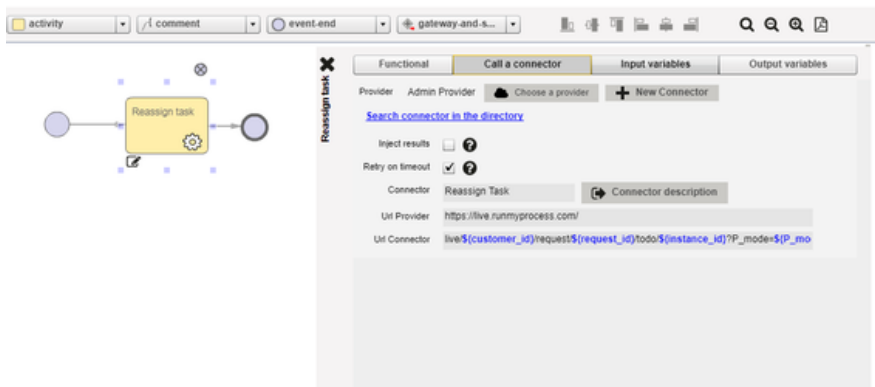 activity comment event-end gateway-and-s...
Reassign task
Reassign task
Functional Call a connector Input variables Output variables
Provider Admin Provider Choose a provider New Connector
Search connector in the directory
Inject results
Retry on timeout
Connector Reassign Task Connector description
Url Provider https://live.runmyprocess.com/
Url Connector live/${customer_id}/request/${request_id}/todo/${instance_id}?P_mode=${P_mo